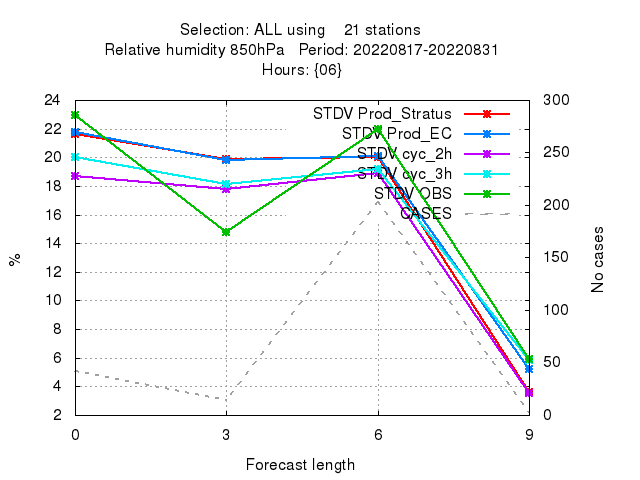 Selection: ALL using 21 stations
Relative humidity 850hPa Period: 20220817-20220831
Hours: {06}
STDV Prod_Stratus
STDV Prod_EC
STDV cyc_2h
STDV cyc_3h
STDV OBS
CASES
24
22
20
18
16
14
12
10
8
6
4
2
%
300
250
200
150
100
50
0
No cases
0 3 6 9
Forecast length